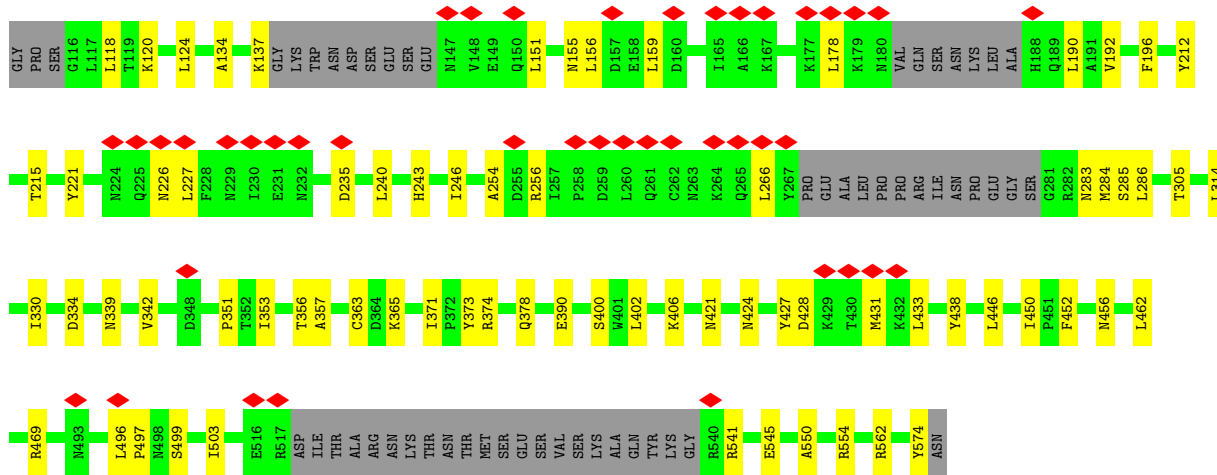 GLY PRO SER G116 L117 L118 T119 K120 L124 A134 K137 GLY LYS TRP ASN ASP SER GLU SER GLU N147 V148 E149 Q150 L151 N155 L156 D157 E158 L159 D160 I165 A166 K167 K177 L178 K179 N180 VAL GLN SER ASN LYS LEU ALA H188 Q189 L190 A191 V192 F196 Y212
T215 Y221 N224 Q225 N226 L227 F228 N229 I230 E231 N232 D235 L240 H243 I246 A254 D255 R256 I257 P258 D259 L260 Q261 C262 N263 K264 Q265 L266 Y267 PRO GLU ALA LEU PRO PRO ARG ILE ASN PRO GLU GLY SER G281 R282 N283 M284 S285 L286 T305 L314
I330 D334 N339 V342 D348 P351 T352 I353 T356 A357 C363 D364 K365 I371 P372 Y373 R374 Q378 E390 S400 W401 L402 K406 N421 N424 Y427 D428 K429 T430 M431 K432 L433 Y438 L446 I450 P451 F452 N456 L462
R469 N493 L496 P497 N498 S499 I503 E516 R517 ASP ILE THR ALA ARG ASN LYS THR ASN THR MET SER GLU SER VAL SER LYS ALA GLN TYR LYS GLY R540 R541 E545 A550 R554 R562 Y574 ASN